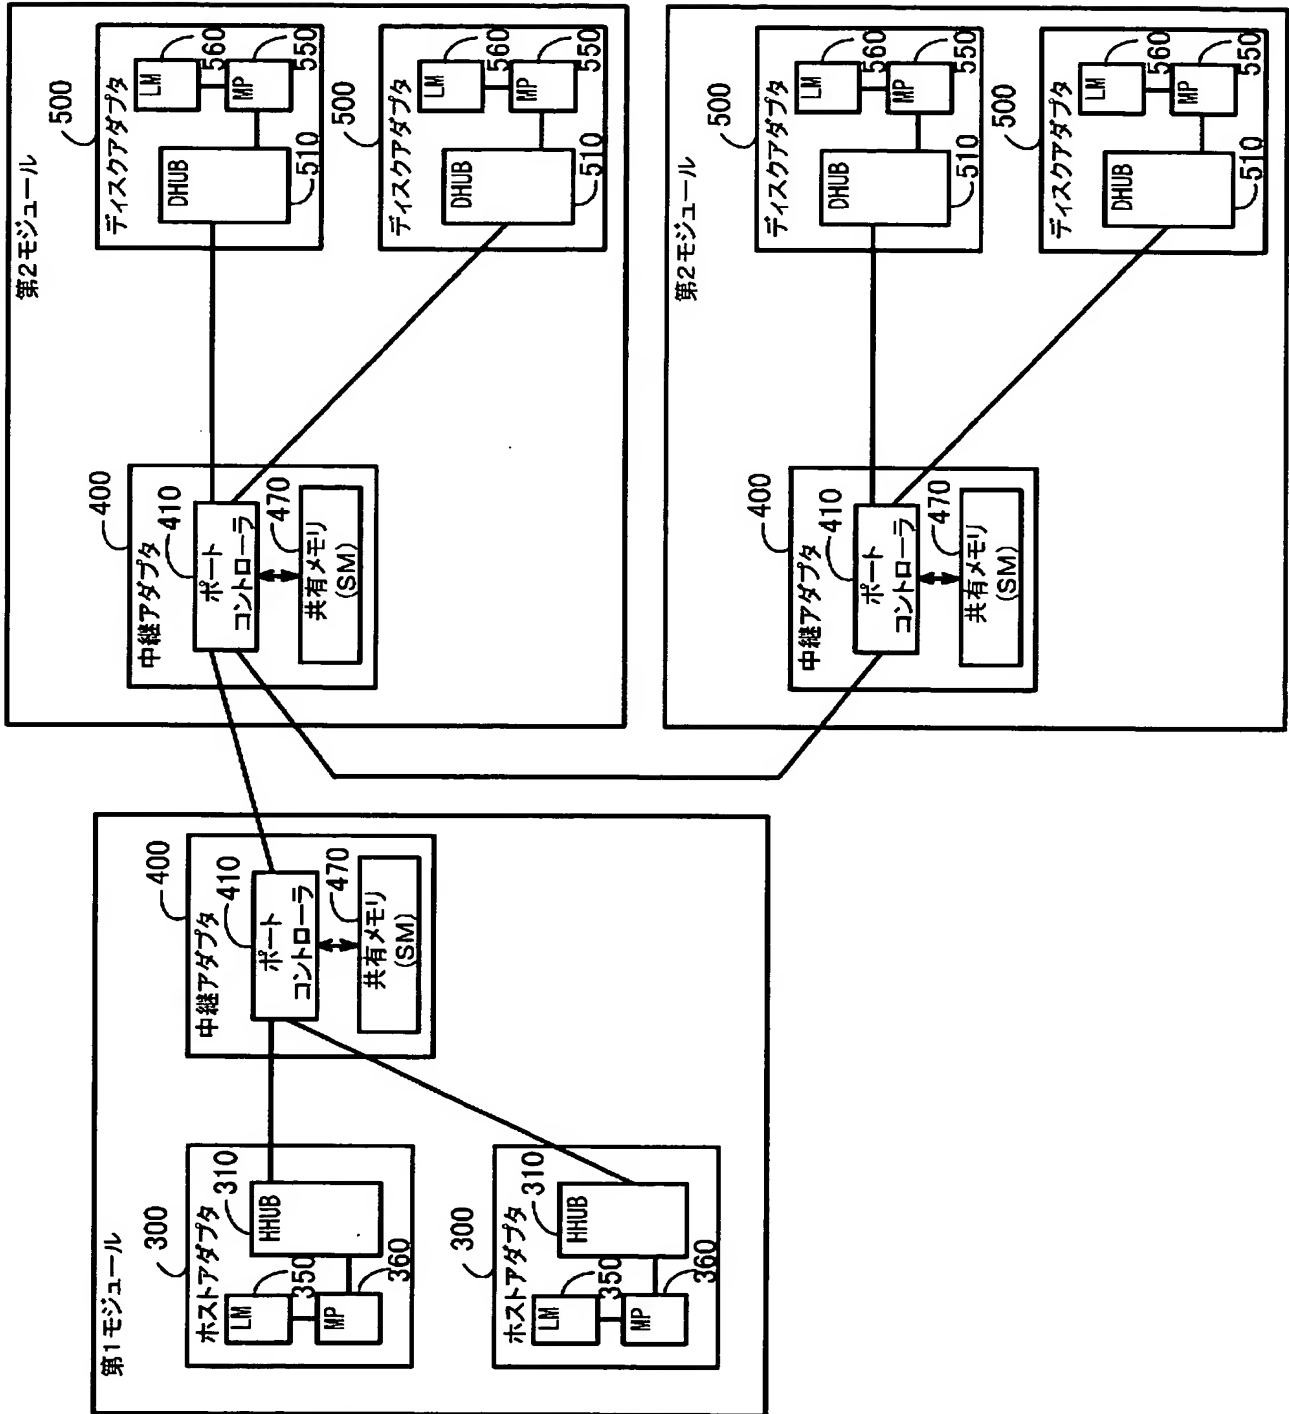 第1モジュール
300
ホストアダプタ
LM
350
MP
360
HHUB
310
300
ホストアダプタ
LM
350
MP
360
HHUB
310
400
中継アダプタ
410
ポート
コントローラ
470
共有メモリ
(SM)
第2モジュール
400
中継アダプタ
410
ポート
コントローラ
470
共有メモリ
(SM)
500
ディスクアダプタ
DHUB
510
LM
560
MP
550
500
ディスクアダプタ
DHUB
510
LM
560
MP
550
第2モジュール
400
中継アダプタ
410
ポート
コントローラ
470
共有メモリ
(SM)
500
ディスクアダプタ
DHUB
510
LM
560
MP
550
500
ディスクアダプタ
DHUB
510
LM
560
MP
550